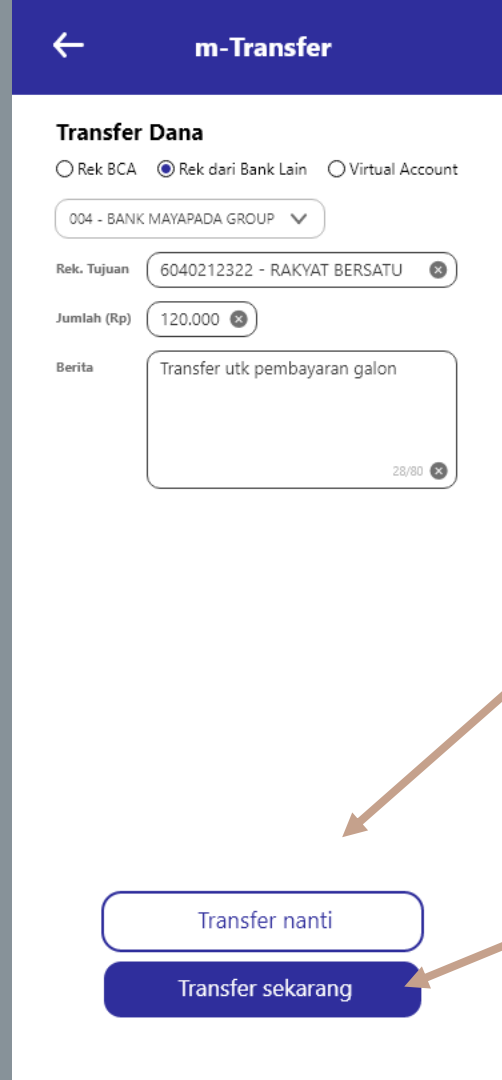 m-Transfer
Transfer Dana
Rek BCA Rek dari Bank Lain Virtual Account
004 - BANK MAYAPADA GROUP
Rek. Tujuan 6040212322 - RAKYAT BERSATU
Jumlah (Rp) 120.000
Berita Transfer utk pembayaran galon
28/80
Transfer nanti
Transfer sekarang